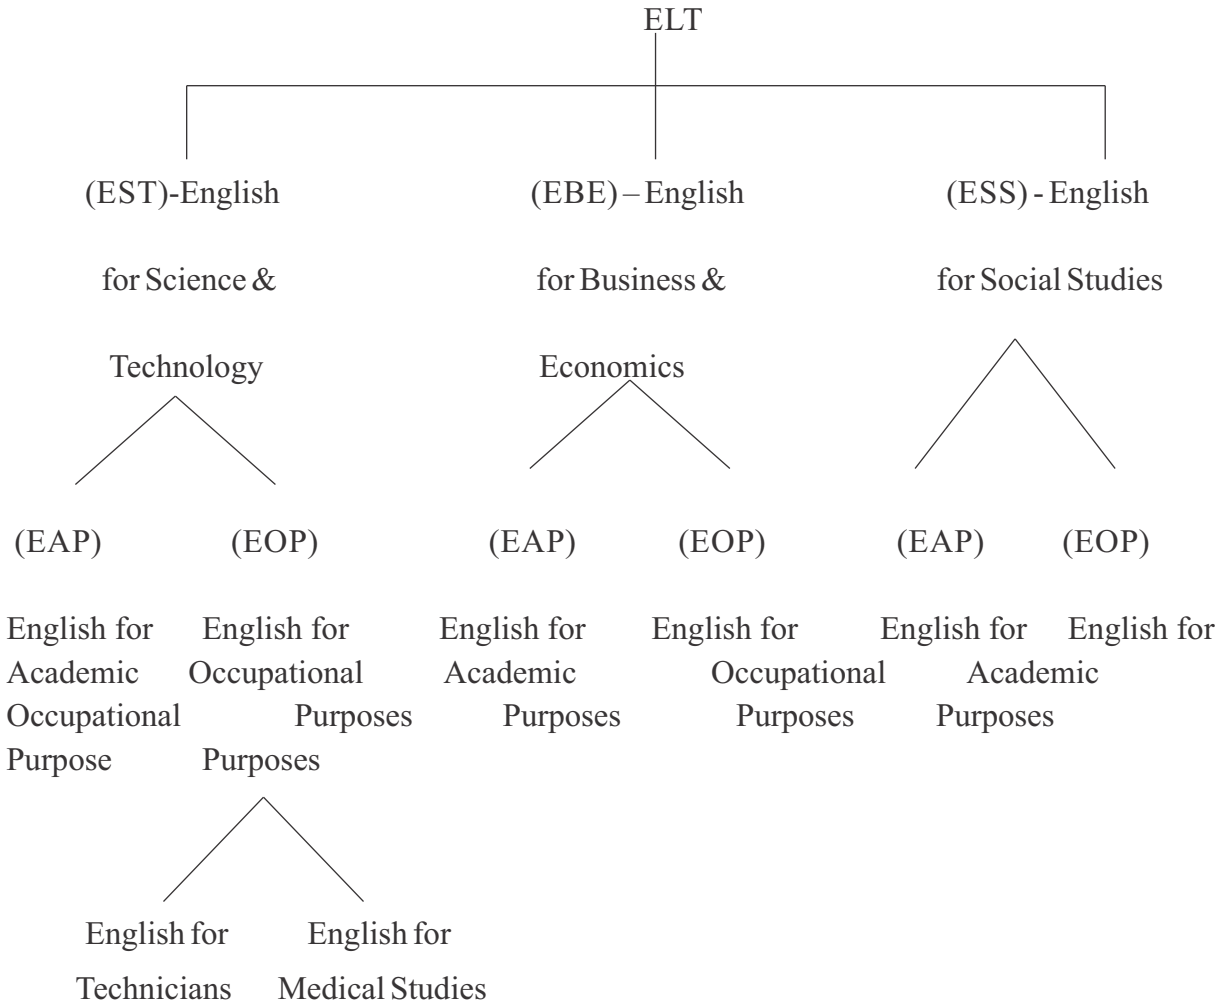 ELT
(EST)-English (EBE) – English (ESS) - English
for Science & for Business & for Social Studies
Technology Economics
(EAP) (EOP) (EAP) (EOP) (EAP) (EOP)
English for English for English for English for English for English for
Academic Occupational Academic Occupational Academic
Occupational Purposes Purposes Purposes Purposes
Purpose Purposes
English for English for
Technicians Medical Studies